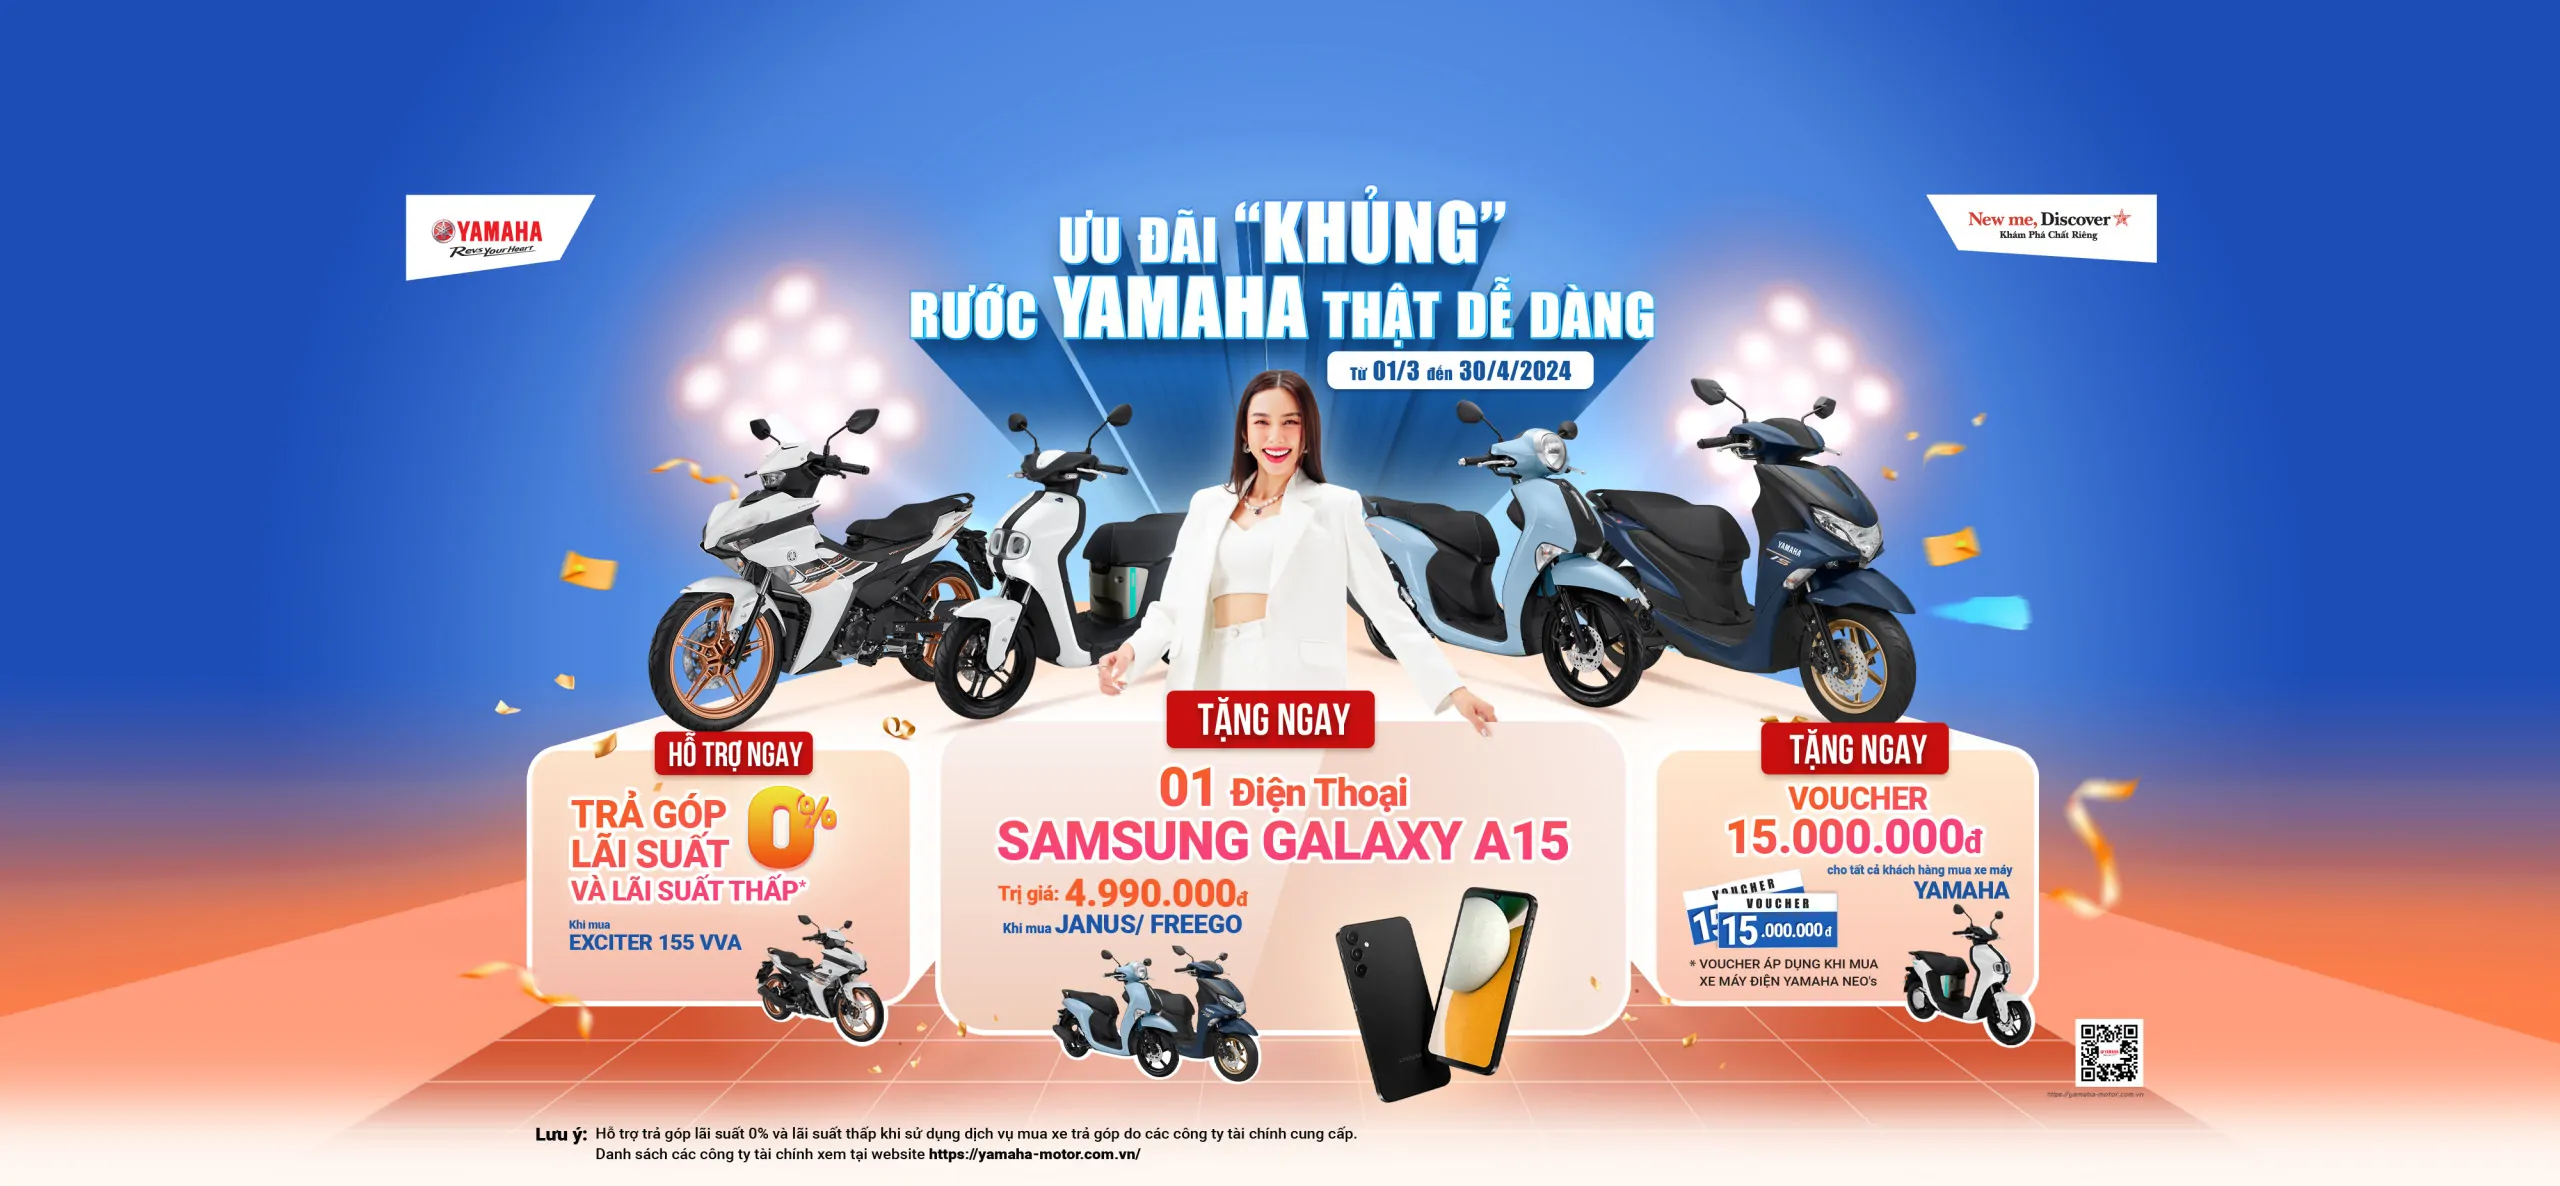 YAMAHA
Revs Your Heart
New me, Discover
Khám Phá Chất Riêng
ƯU ĐÃI “KHỦNG”
RƯỚC YAMAHA THẬT DỄ DÀNG
Từ 01/3 đến 30/4/2024
YAMAHA
HỖ TRỢ NGAY
TRẢ GÓP
LÃI SUẤT 0%
VÀ LÃI SUẤT THẤP*
Khi mua
EXCITER 155 VVA
TẶNG NGAY
01 Điện Thoại
SAMSUNG GALAXY A15
Trị giá: 4.990.000đ
Khi mua JANUS/ FREEGO
TẶNG NGAY
VOUCHER
15.000.000đ
cho tất cả khách hàng mua xe máy
YAMAHA
VOUCHER
15
VOUCHER
15.000.000đ
* VOUCHER ÁP DỤNG KHI MUA
XE MÁY ĐIỆN YAMAHA NEO's
https://yamaha-motor.com.vn
Lưu ý: Hỗ trợ trả góp lãi suất 0% và lãi suất thấp khi sử dụng dịch vụ mua xe trả góp do các công ty tài chính cung cấp.
Danh sách các công ty tài chính xem tại website https://yamaha-motor.com.vn/